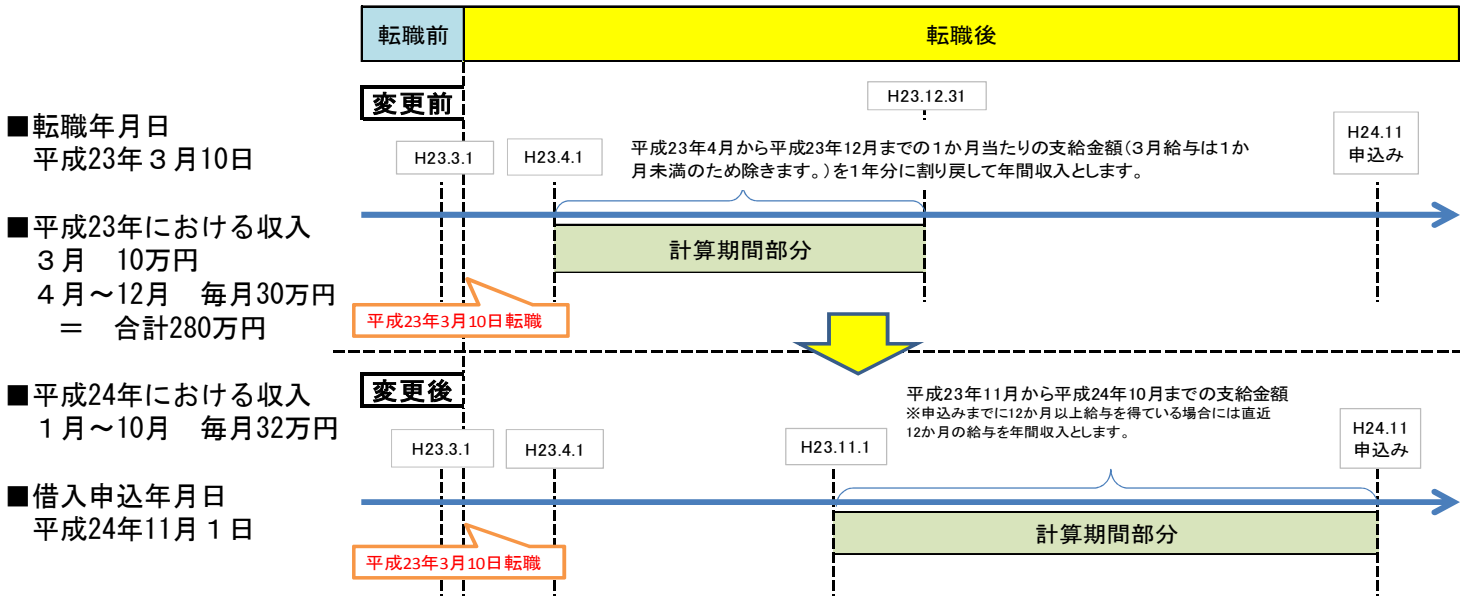 転職前
転職後
■転職年月日
平成23年3月10日
■平成23年における収入
3月 10万円
4月～12月 毎月30万円
＝ 合計280万円
■平成24年における収入
1月～10月 毎月32万円
■借入申込年月日
平成24年11月1日
変更前
H23.3.1
H23.4.1
H23.12.31
H24.11
申込み
平成23年4月から平成23年12月までの1か月当たりの支給金額(3月給与は1か
月未満のため除きます。)を1年分に割り戻して年間収入とします。
計算期間部分
平成23年3月10日転職
変更後
H23.3.1
H23.4.1
H23.11.1
H24.11
申込み
平成23年11月から平成24年10月までの支給金額
※申込みまでに12か月以上給与を得ている場合には直近
12か月の給与を年間収入とします。
計算期間部分
平成23年3月10日転職